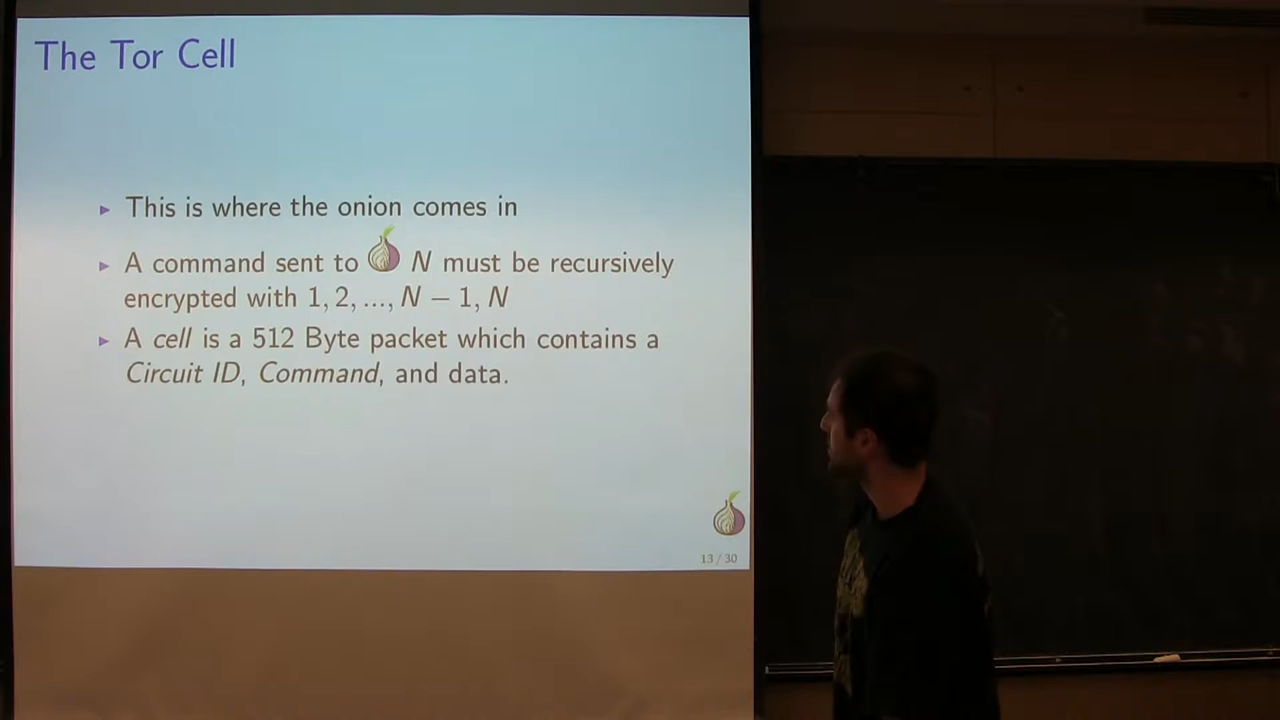 The Tor Cell
This is where the onion comes in
A command sent to N must be recursively
encrypted with 1, 2, ..., N − 1, N
A cell is a 512 Byte packet which contains a
Circuit ID, Command, and data.
13 / 30